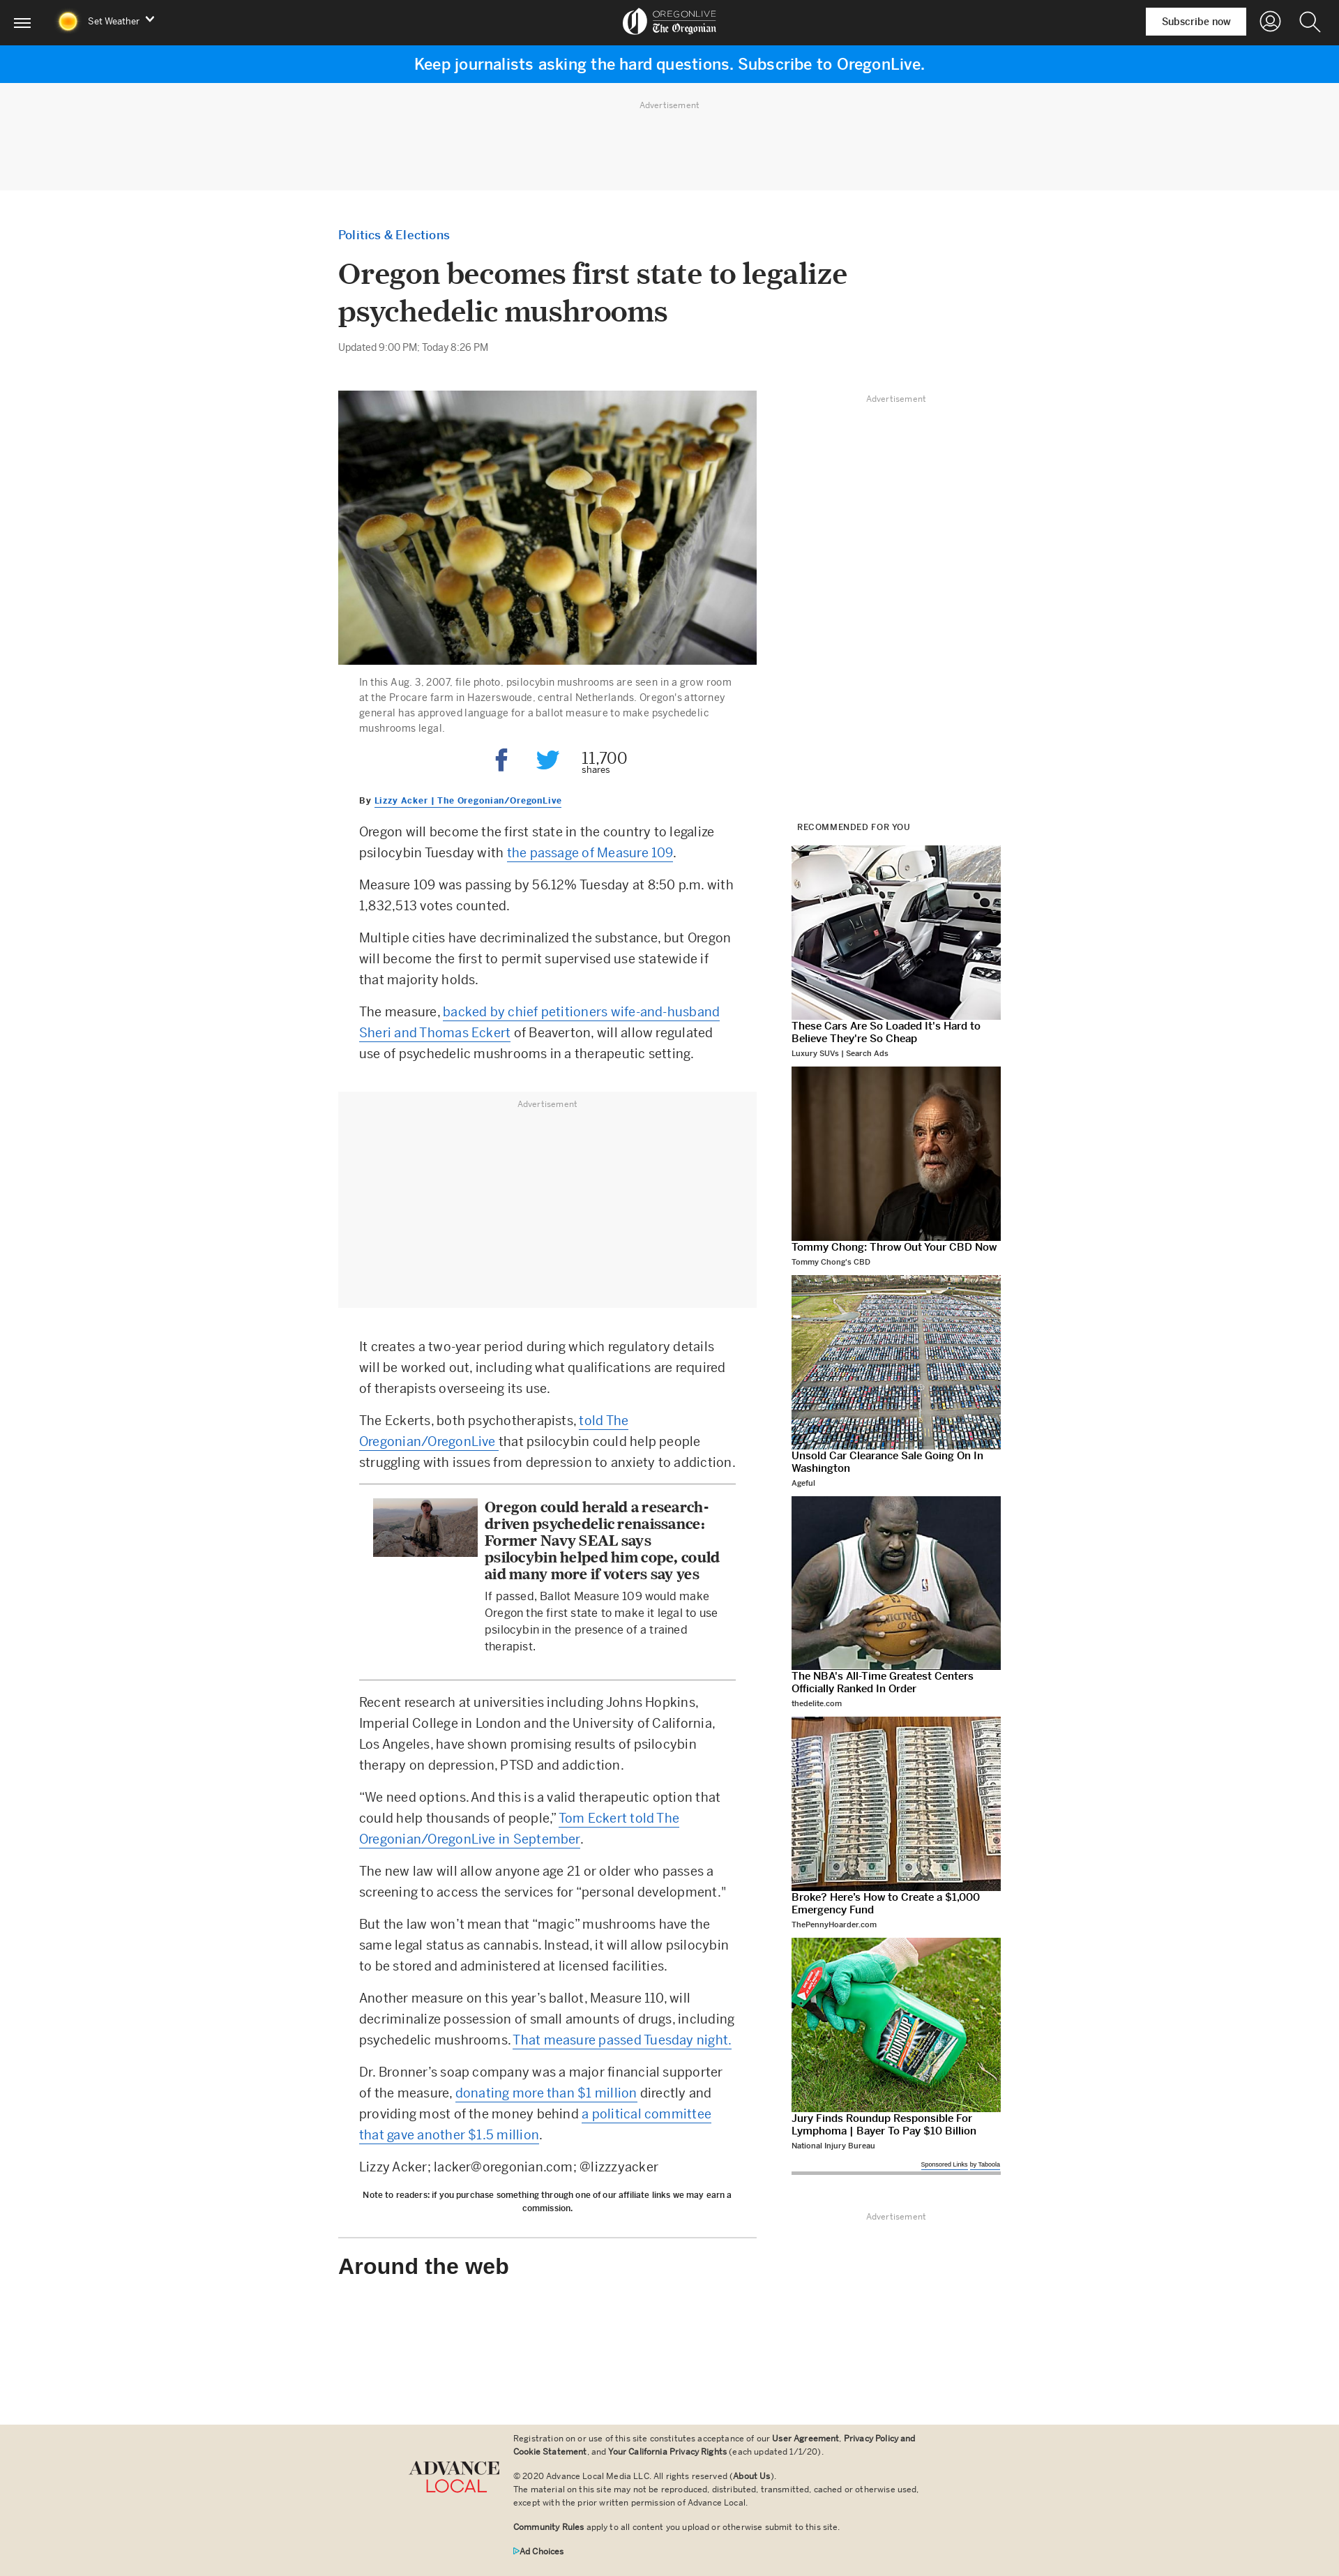 Set Weather
OREGONLIVE
The Oregonian
Subscribe now
Keep journalists asking the hard questions. Subscribe to OregonLive.
Advertisement
Politics & Elections
Oregon becomes first state to legalize
psychedelic mushrooms
Updated 9:00 PM; Today 8:26 PM
Advertisement
In this Aug. 3, 2007, file photo, psilocybin mushrooms are seen in a grow room
at the Procare farm in Hazerswoude, central Netherlands. Oregon's attorney
general has approved language for a ballot measure to make psychedelic
mushrooms legal.
11,700
shares
By Lizzy Acker | The Oregonian/OregonLive
Oregon will become the first state in the country to legalize
psilocybin Tuesday with the passage of Measure 109.
Measure 109 was passing by 56.12% Tuesday at 8:50 p.m. with
1,832,513 votes counted.
Multiple cities have decriminalized the substance, but Oregon
will become the first to permit supervised use statewide if
that majority holds.
The measure, backed by chief petitioners wife-and-husband
Sheri and Thomas Eckert of Beaverton, will allow regulated
use of psychedelic mushrooms in a therapeutic setting.
Advertisement
It creates a two-year period during which regulatory details
will be worked out, including what qualifications are required
of therapists overseeing its use.
The Eckerts, both psychotherapists, told The
Oregonian/OregonLive that psilocybin could help people
struggling with issues from depression to anxiety to addiction.
Oregon could herald a research-
driven psychedelic renaissance:
Former Navy SEAL says
psilocybin helped him cope, could
aid many more if voters say yes
If passed, Ballot Measure 109 would make
Oregon the first state to make it legal to use
psilocybin in the presence of a trained
therapist.
Recent research at universities including Johns Hopkins,
Imperial College in London and the University of California,
Los Angeles, have shown promising results of psilocybin
therapy on depression, PTSD and addiction.
“We need options. And this is a valid therapeutic option that
could help thousands of people,” Tom Eckert told The
Oregonian/OregonLive in September.
The new law will allow anyone age 21 or older who passes a
screening to access the services for “personal development."
But the law won’t mean that “magic” mushrooms have the
same legal status as cannabis. Instead, it will allow psilocybin
to be stored and administered at licensed facilities.
Another measure on this year’s ballot, Measure 110, will
decriminalize possession of small amounts of drugs, including
psychedelic mushrooms. That measure passed Tuesday night.
Dr. Bronner’s soap company was a major financial supporter
of the measure, donating more than $1 million directly and
providing most of the money behind a political committee
that gave another $1.5 million.
Lizzy Acker; lacker@oregonian.com; @lizzzyacker
Note to readers: if you purchase something through one of our affiliate links we may earn a
commission.
RECOMMENDED FOR YOU
These Cars Are So Loaded It's Hard to
Believe They're So Cheap
Luxury SUVs | Search Ads
Tommy Chong: Throw Out Your CBD Now
Tommy Chong's CBD
Unsold Car Clearance Sale Going On In
Washington
Ageful
The NBA's All-Time Greatest Centers
Officially Ranked In Order
thedelite.com
Broke? Here’s How to Create a $1,000
Emergency Fund
ThePennyHoarder.com
ROUNDUP
Jury Finds Roundup Responsible For
Lymphoma | Bayer To Pay $10 Billion
National Injury Bureau
Sponsored Links by Taboola
Advertisement
Around the web
ADVANCE
LOCAL
Registration on or use of this site constitutes acceptance of our User Agreement, Privacy Policy and
Cookie Statement, and Your California Privacy Rights (each updated 1/1/20).
© 2020 Advance Local Media LLC. All rights reserved (About Us).
The material on this site may not be reproduced, distributed, transmitted, cached or otherwise used,
except with the prior written permission of Advance Local.
Community Rules apply to all content you upload or otherwise submit to this site.
Ad Choices